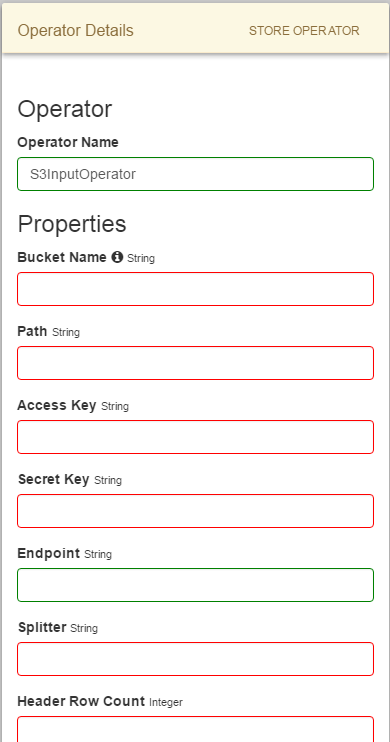 Operator Details STORE OPERATOR
Operator
Operator Name
S3InputOperator
Properties
Bucket Name String
Path String
Access Key String
Secret Key String
Endpoint String
Splitter String
Header Row Count Integer